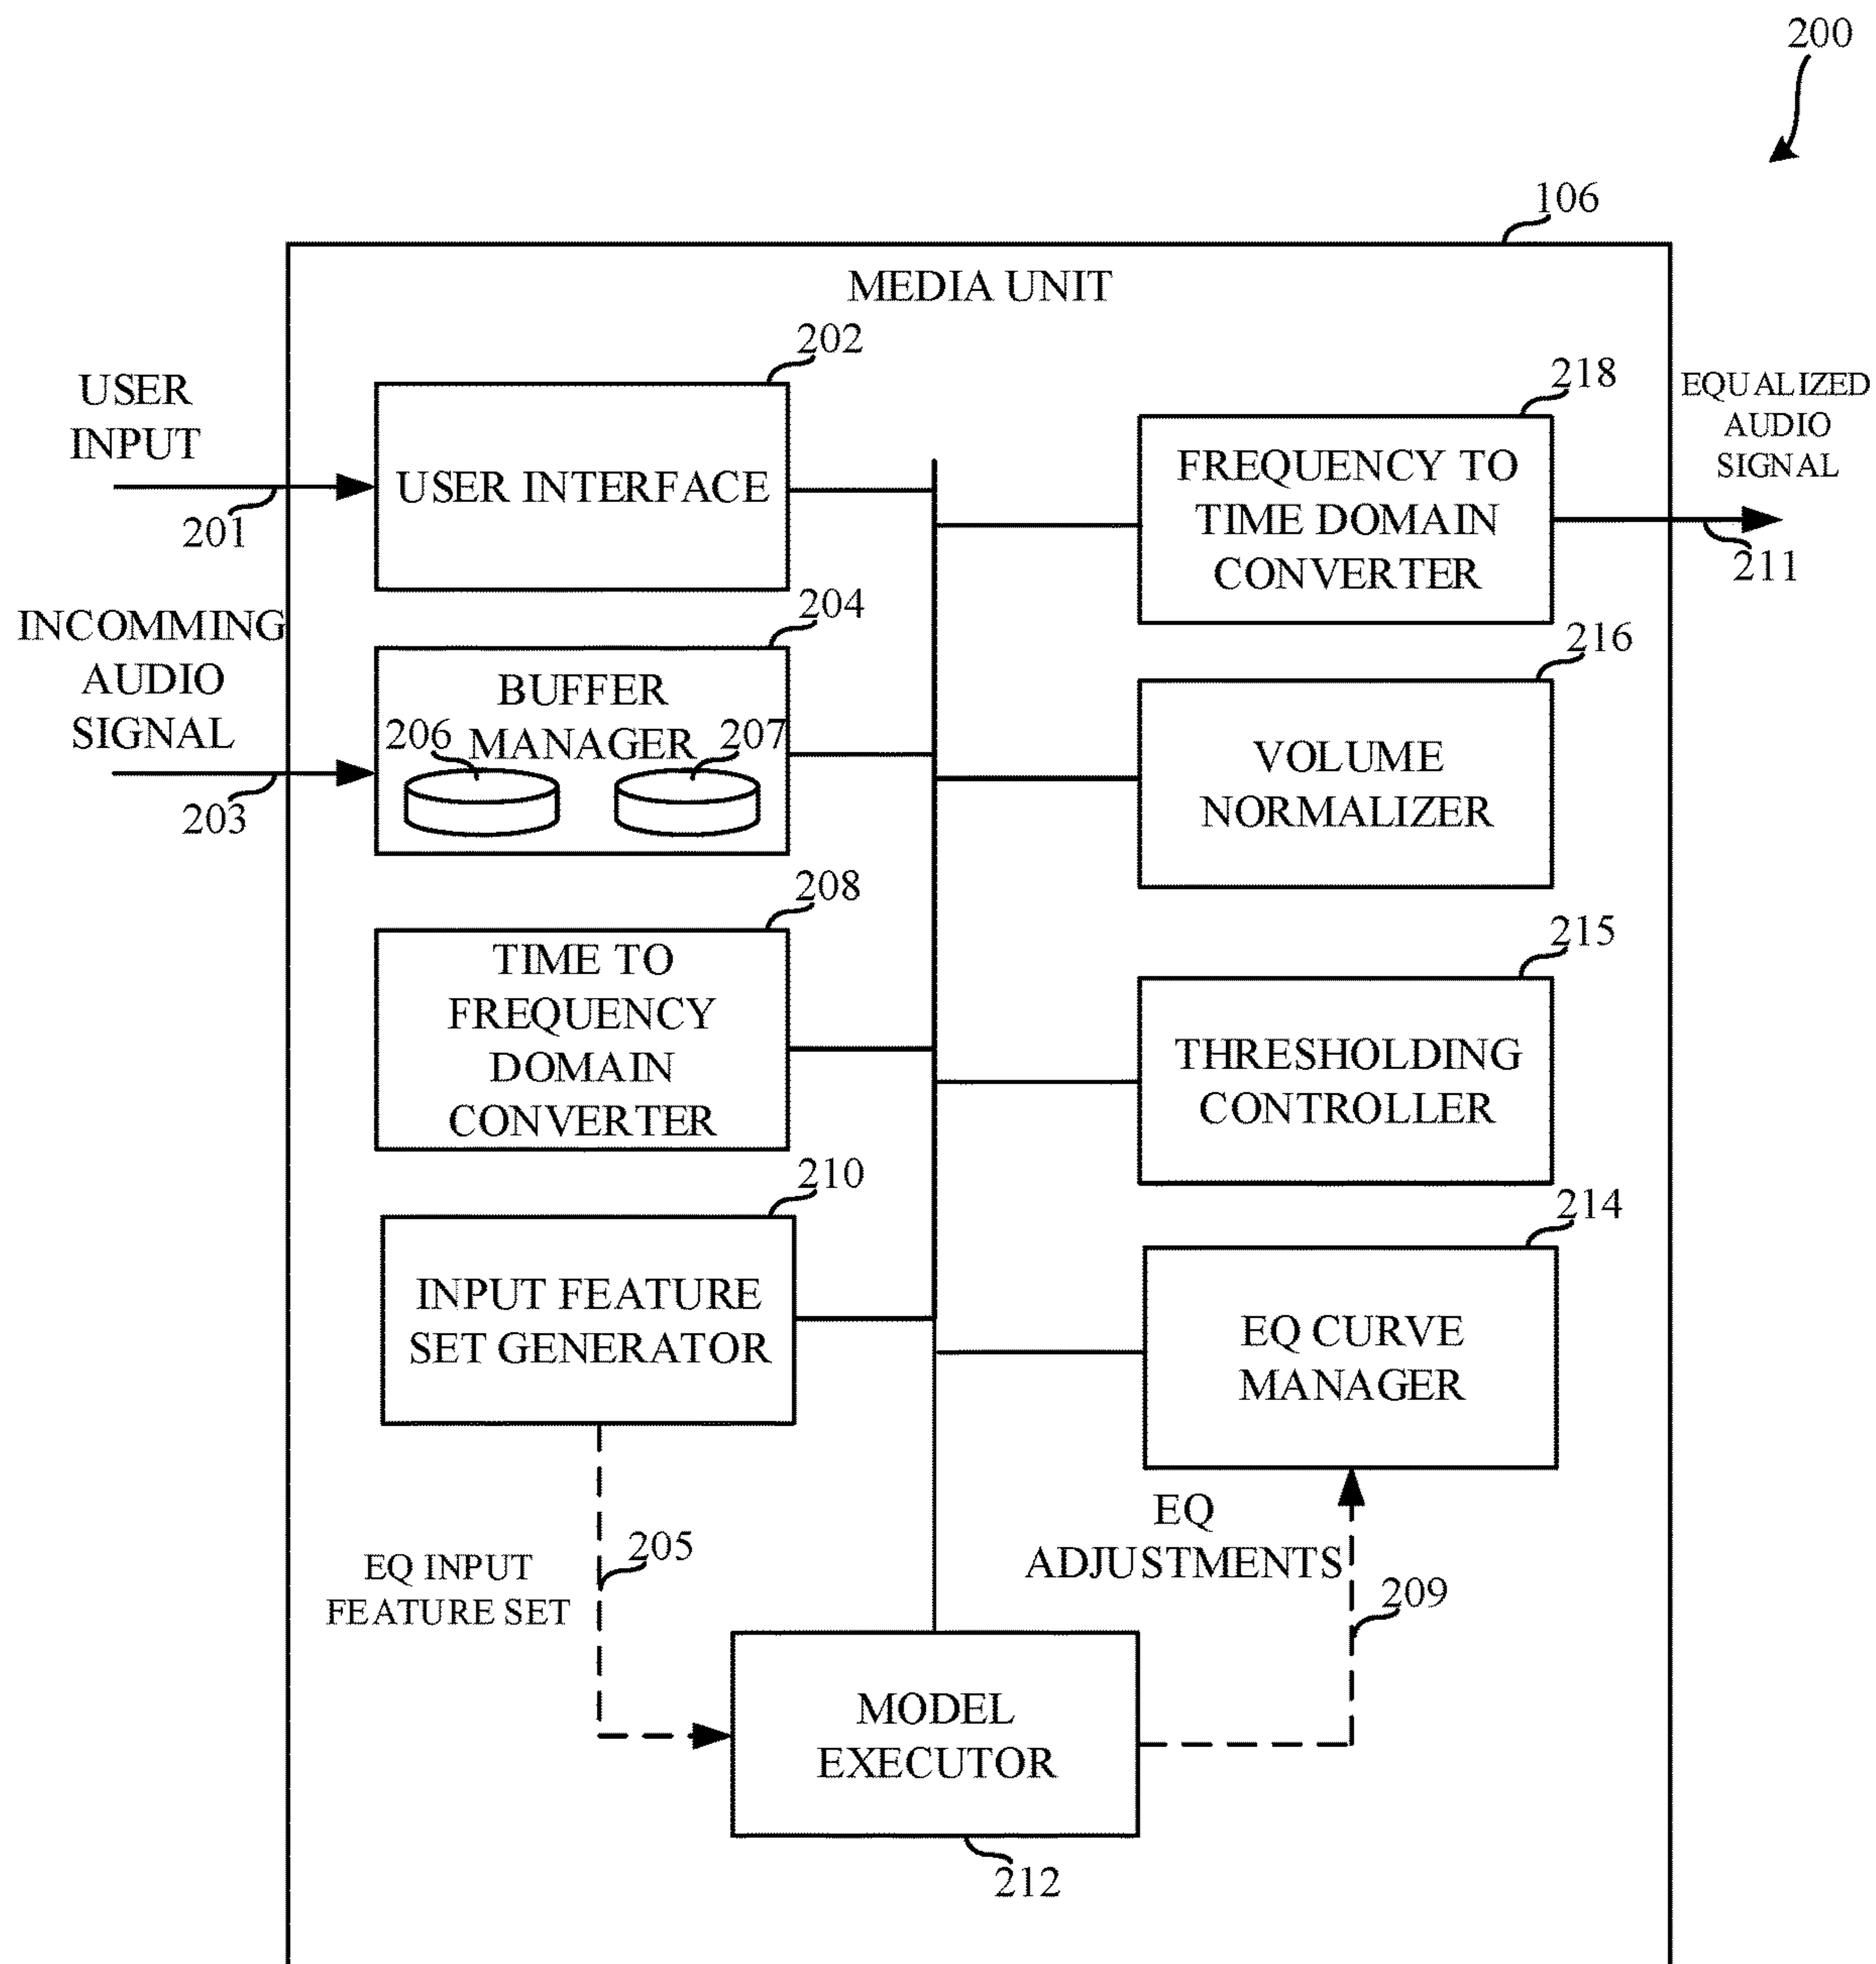 200
106
MEDIA UNIT
USER
INPUT
201
202
USER INTERFACE
218
FREQUENCY TO
TIME DOMAIN
CONVERTER
EQUALIZED
AUDIO
SIGNAL
211
INCOMMING
AUDIO
SIGNAL
203
204
BUFFER
MANAGER
206
207
216
VOLUME
NORMALIZER
208
TIME TO
FREQUENCY
DOMAIN
CONVERTER
215
THRESHOLDING
CONTROLLER
210
INPUT FEATURE
SET GENERATOR
214
EQ CURVE
MANAGER
EQ INPUT
FEATURE SET
205
EQ
ADJUSTMENTS
209
MODEL
EXECUTOR
212